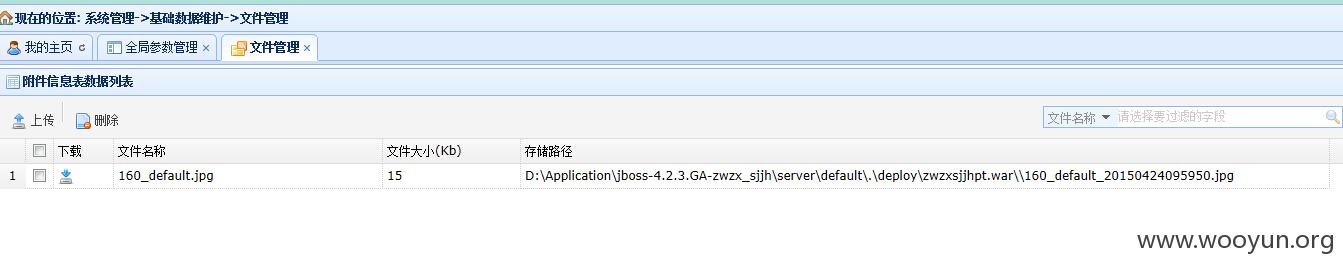 现在的位置: 系统管理->基础数据维护->文件管理
我的主页 全局参数管理 × 文件管理 ×
附件信息表数据列表
上传 删除 文件名称 请选择要过滤的字段
下载 文件名称 文件大小(Kb) 存储路径
1 160_default.jpg 15 D:\Application\jboss-4.2.3.GA-zwzx_sjjh\server\default\.\deploy\zwzxsjjhpt.war\\160_default_20150424095950.jpg
www.wooyun.org